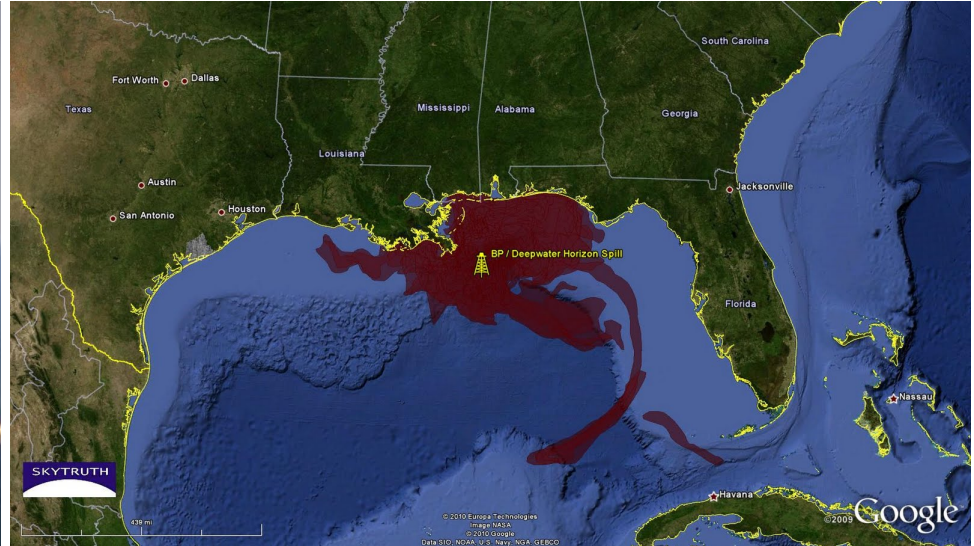 South Carolina
Fort Worth
Dallas
Texas
Mississippi
Alabama
Georgia
Louisiana
Austin
Jacksonville
San Antonio
Houston
BP / Deepwater Horizon Spill
Florida
Nassau
SKYTRUTH
Havana
439 mi
© 2010 Europa Technologies
Image NASA
© 2010 Google
Data SIO, NOAA, U.S. Navy, NGA, GEBCO
©2009 Google